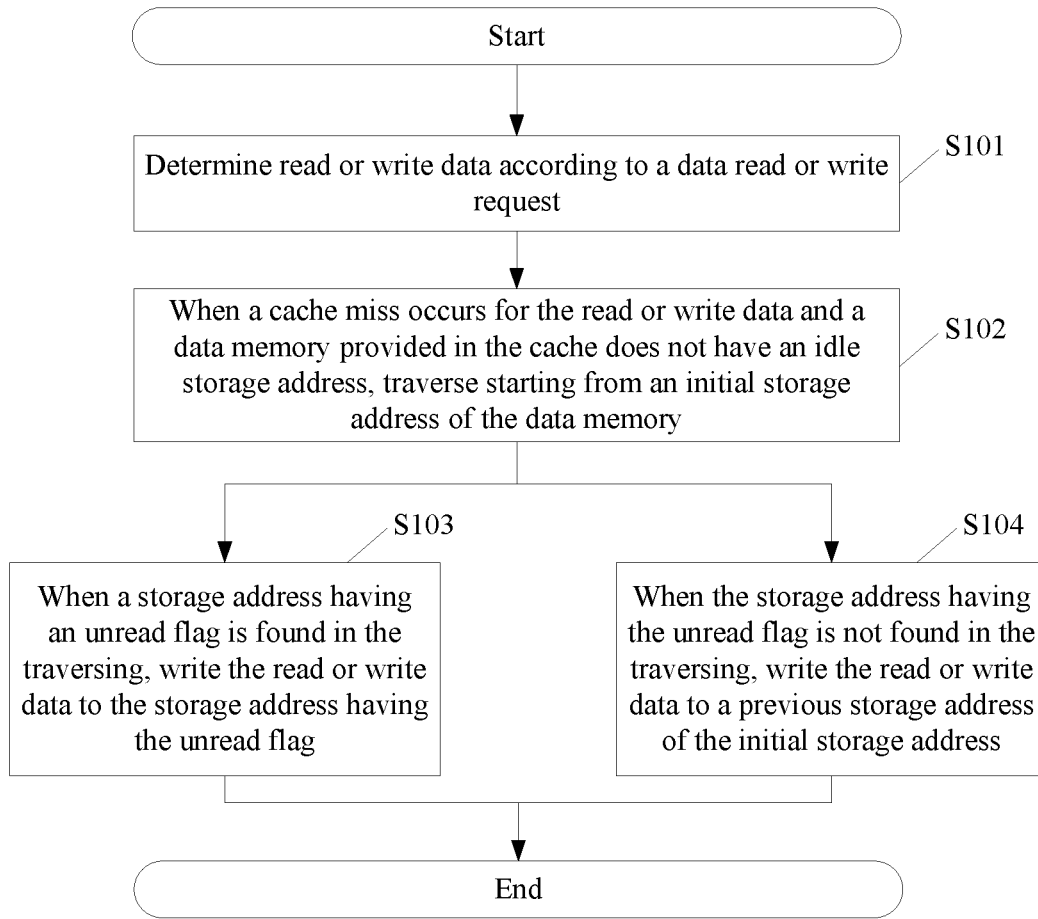 Start
S101
Determine read or write data according to a data read or write
request
When a cache miss occurs for the read or write data and a
data memory provided in the cache does not have an idle
storage address, traverse starting from an initial storage
address of the data memory
S102
S103
When a storage address having
an unread flag is found in the
traversing, write the read or write
data to the storage address having
the unread flag
S104
When the storage address having
the unread flag is not found in the
traversing, write the read or write
data to a previous storage address
of the initial storage address
End